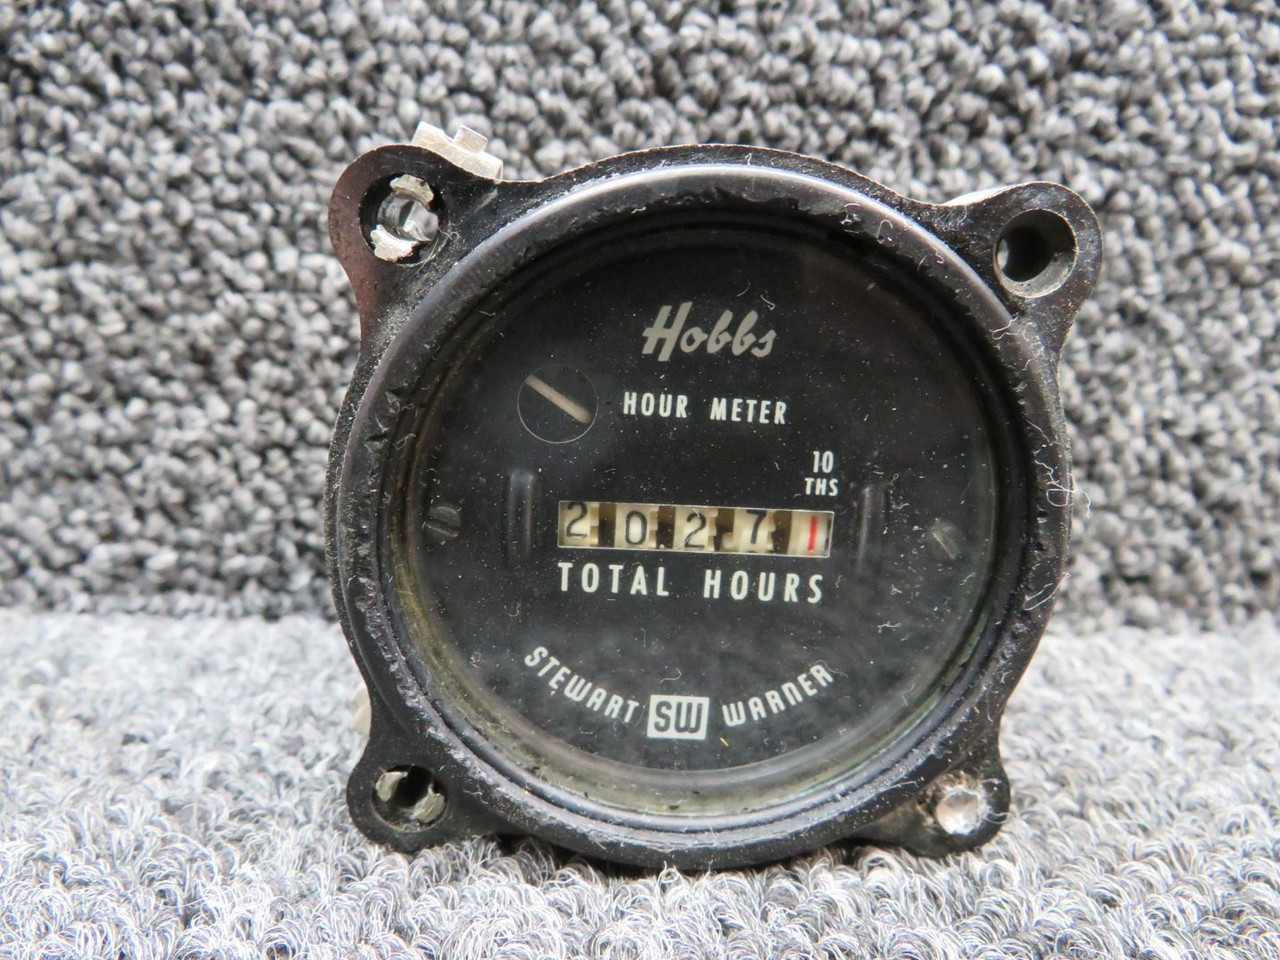 Hobbs
HOUR METER
10
THS
2 0 2 7 1
TOTAL HOURS
STEWART SW WARNER